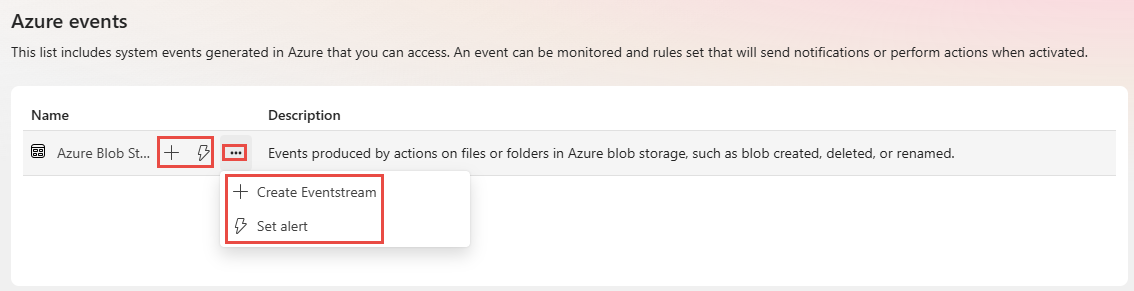 Azure events
This list includes system events generated in Azure that you can access. An event can be monitored and rules set that will send notifications or perform actions when activated.
Name Description
Azure Blob St... Events produced by actions on files or folders in Azure blob storage, such as blob created, deleted, or renamed.
Create Eventstream
Set alert